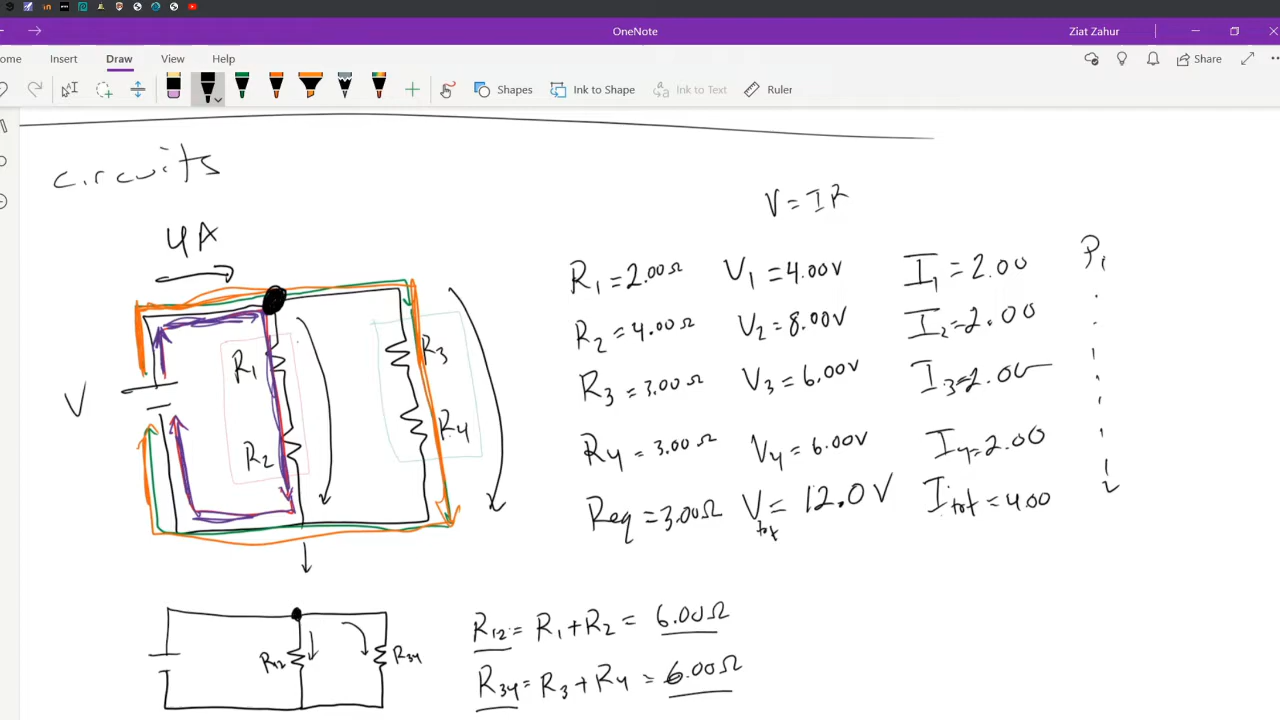 OneNote
Ziat Zahur
ome Insert Draw View Help
Share
Shapes Ink to Shape Ink to Text Ruler
circuits
V = IR
4A
R1 = 2.00Ω V1 = 4.00V I1 = 2.00 P1
R2 = 4.00Ω V2 = 8.00V I2 = 2.00
R3 = 3.00Ω V3 = 6.00V I3 = 2.00
R4 = 3.00Ω V4 = 6.00V I4 = 2.00
Req = 3.00Ω Vtot = 12.0V Itot = 4.00
R1
R3
V
R4
R2
R12
R34
R12 = R1 + R2 = 6.00Ω
R34 = R3 + R4 = 6.00Ω